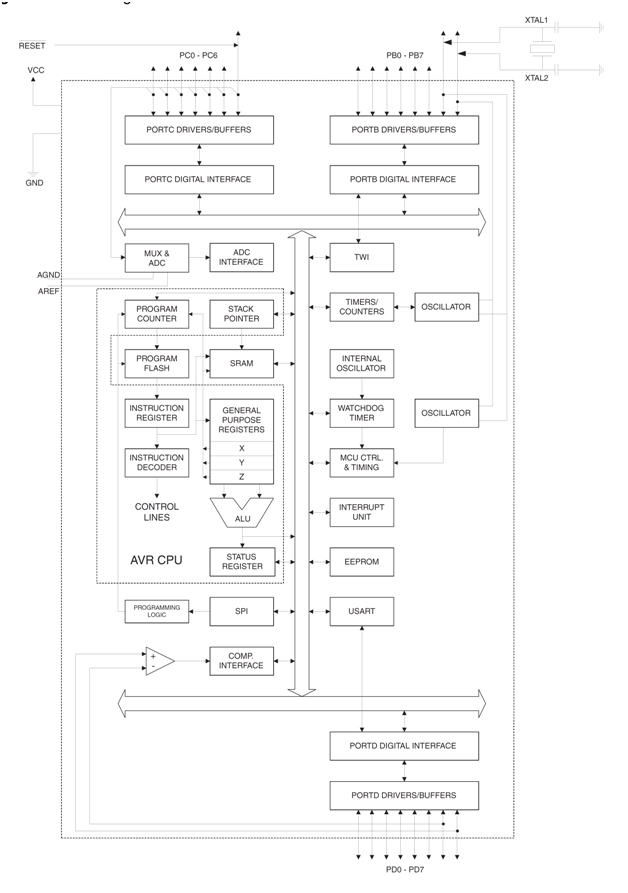 XTAL1
RESET
PC0 - PC6
PB0 - PB7
VCC
XTAL2
PORTC DRIVERS/BUFFERS
PORTB DRIVERS/BUFFERS
GND
PORTC DIGITAL INTERFACE
PORTB DIGITAL INTERFACE
MUX &
ADC
ADC
INTERFACE
TWI
AGND
AREF
PROGRAM
COUNTER
STACK
POINTER
TIMERS/
COUNTERS
OSCILLATOR
PROGRAM
FLASH
SRAM
INTERNAL
OSCILLATOR
INSTRUCTION
REGISTER
GENERAL
PURPOSE
REGISTERS
WATCHDOG
TIMER
OSCILLATOR
INSTRUCTION
DECODER
X
Y
Z
MCU CTRL.
& TIMING
CONTROL
LINES
ALU
INTERRUPT
UNIT
AVR CPU
STATUS
REGISTER
EEPROM
PROGRAMMING
LOGIC
SPI
USART
+
-
COMP.
INTERFACE
PORTD DIGITAL INTERFACE
PORTD DRIVERS/BUFFERS
PD0 - PD7